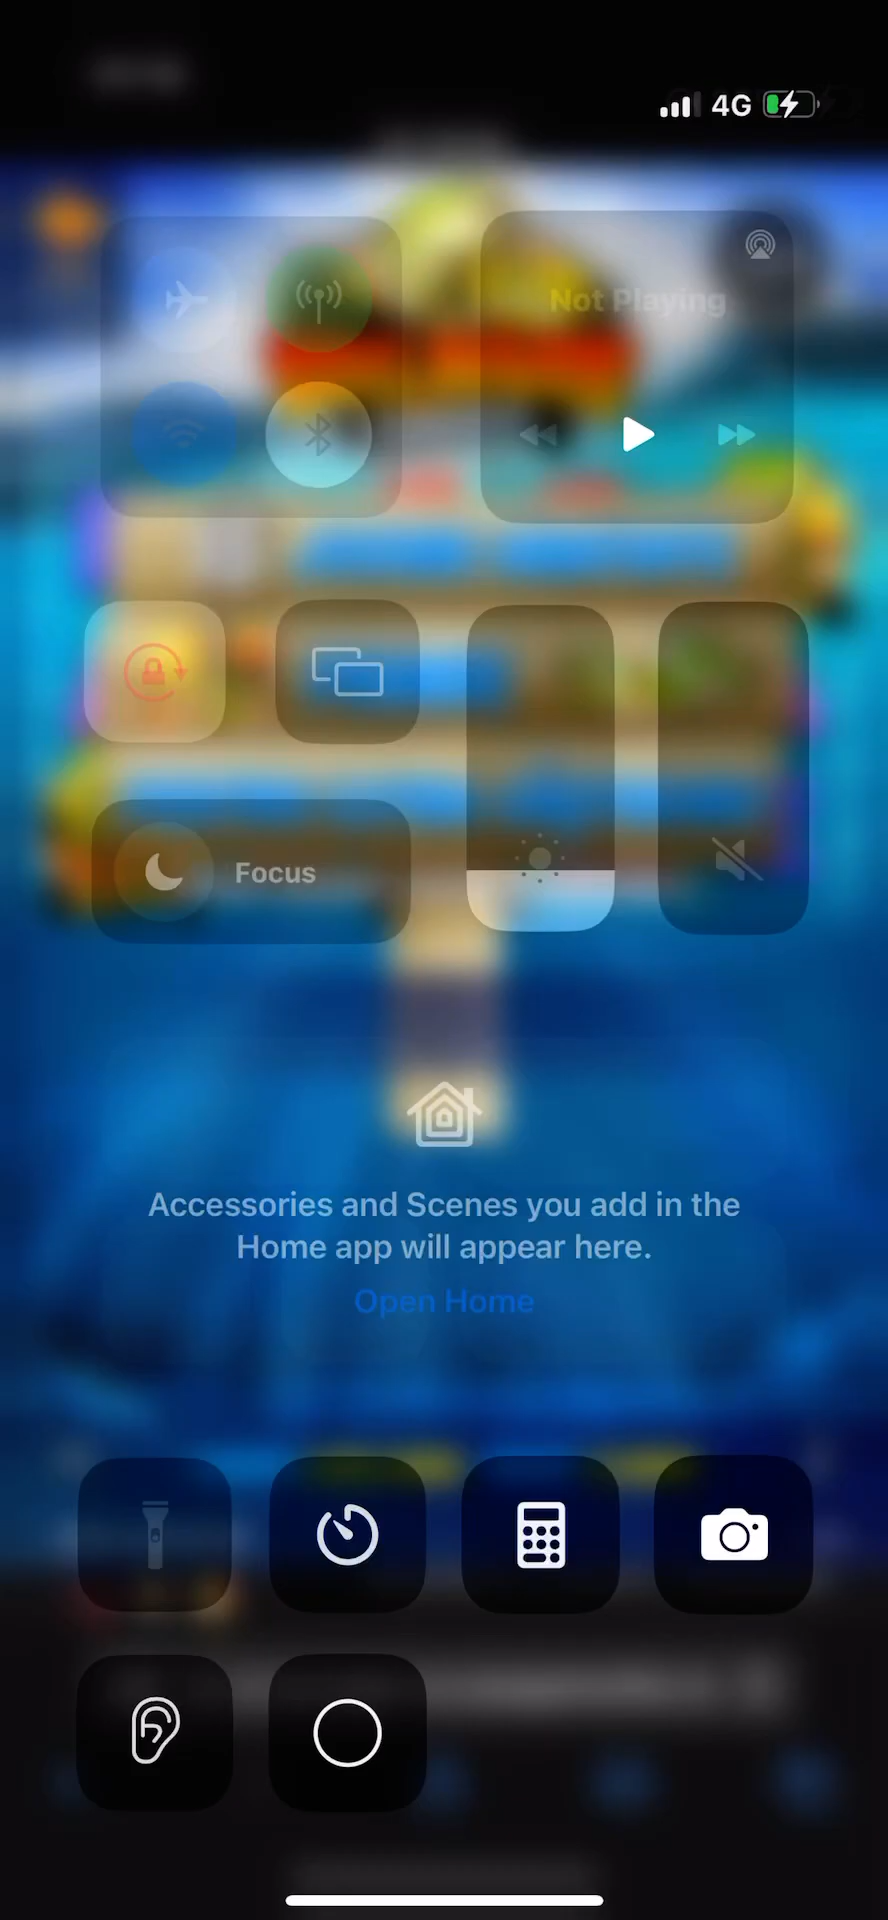 4G
Not Playing
Focus
Accessories and Scenes you add in the
Home app will appear here.
Open Home